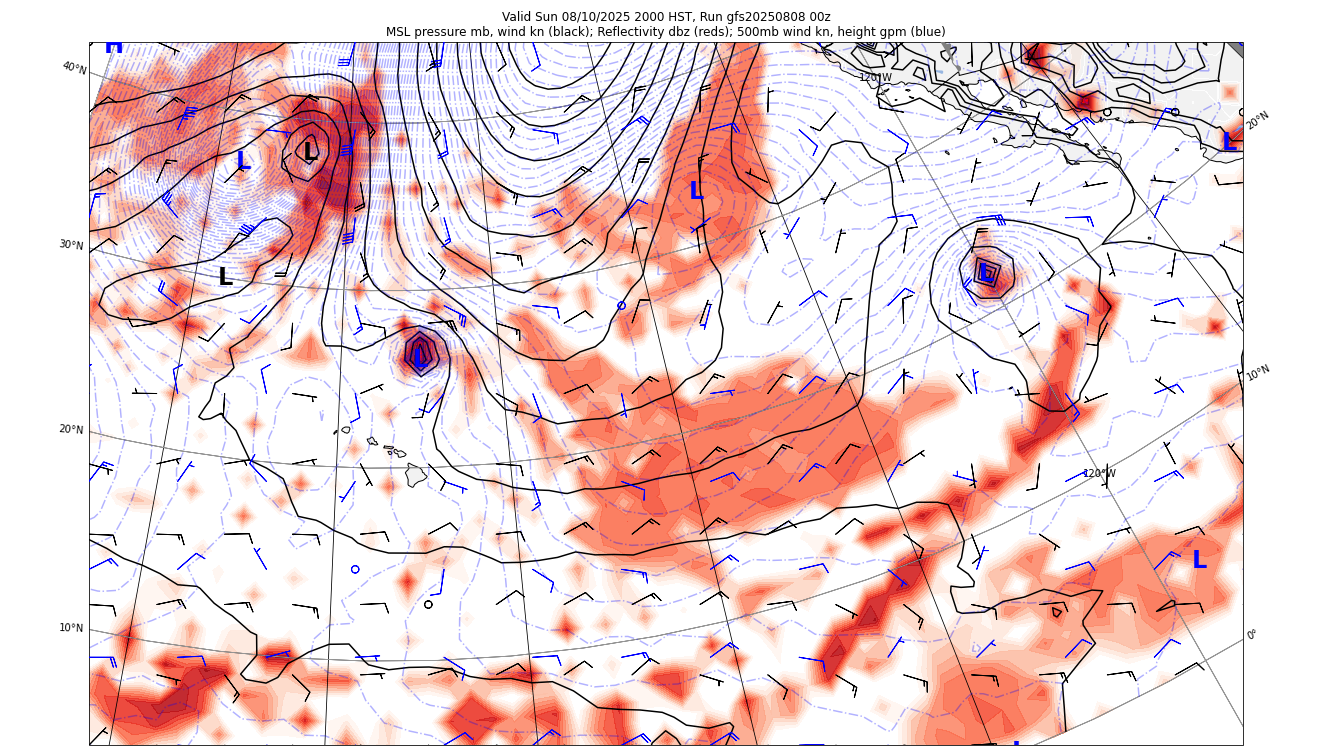 Valid Sun 08/10/2025 2000 HST, Run gfs20250808 00z
MSL pressure mb, wind kn (black); Reflectivity dbz (reds); 500mb wind kn, height gpm (blue)
H
40°N
120°W
20°N
L
L
L
L
30°N
L
L
L
10°N
20°N
120°W
L
10°N
0°
L